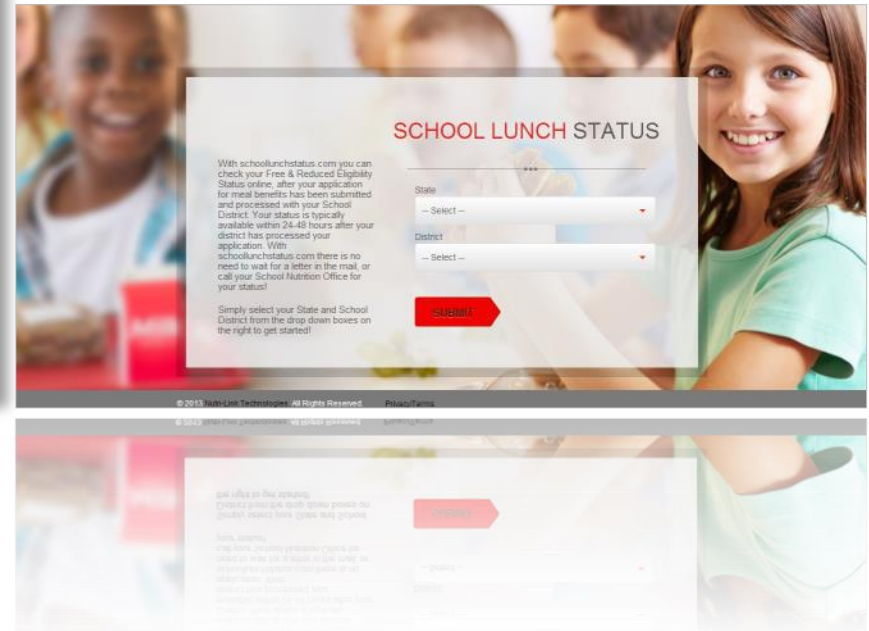 SCHOOL LUNCH STATUS
With schoollunchstatus.com you can
check your Free & Reduced Eligibility
Status online, after your application
for meal benefits has been submitted
and processed with your School
District. Your status is typically
available within 24-48 hours after your
district has processed your
application. With
schoollunchstatus.com there is no
need to wait for a letter in the mail, or
call your School Nutrition Office for
your status!
Simply select your State and School
District from the drop down boxes on
the right to get started!
State
-- Select --
District
-- Select --
SUBMIT
© 2013 Nutri-Link Technologies. All Rights Reserved. Privacy/Terms